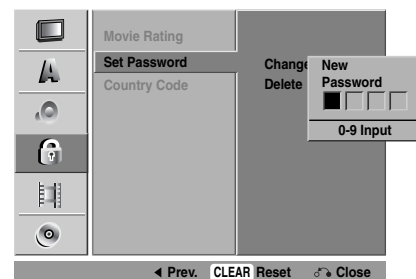 Movie Rating
Set Password
Country Code
Change
Delete
New
Password
0-9 Input
Prev. CLEAR Reset Close